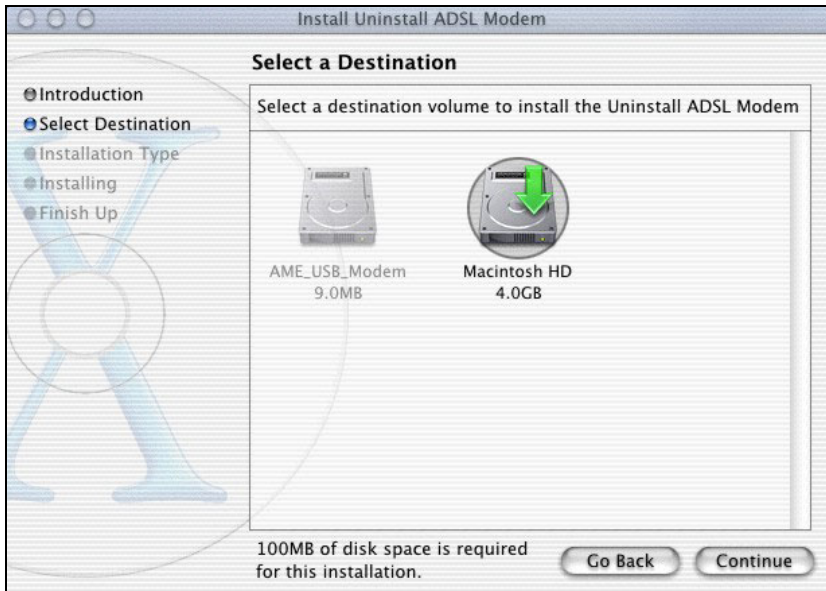 Install Uninstall ADSL Modem
Select a Destination
Introduction
Select Destination
Installation Type
Installing
Finish Up
Select a destination volume to install the Uninstall ADSL Modem
AME_USB_Modem
9.0MB
Macintosh HD
4.0GB
100MB of disk space is required
for this installation.
Go Back
Continue